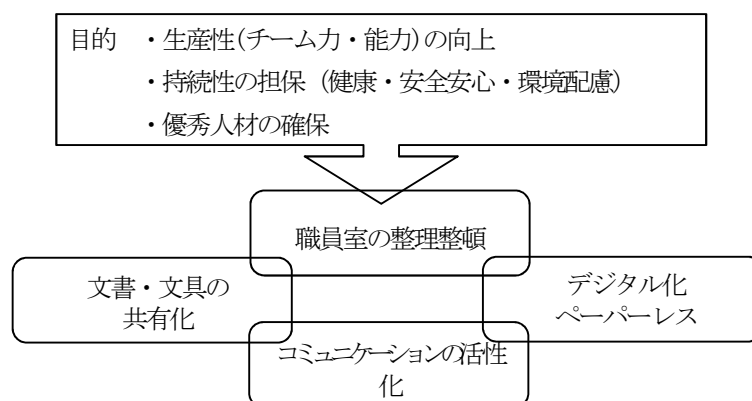 目的　・生産性(チーム力・能力)の向上
・持続性の担保（健康・安全安心・環境配慮）
・優秀人材の確保
職員室の整理整頓
文書・文具の
共有化
デジタル化
ペーパーレス
コミュニケーションの活性
化